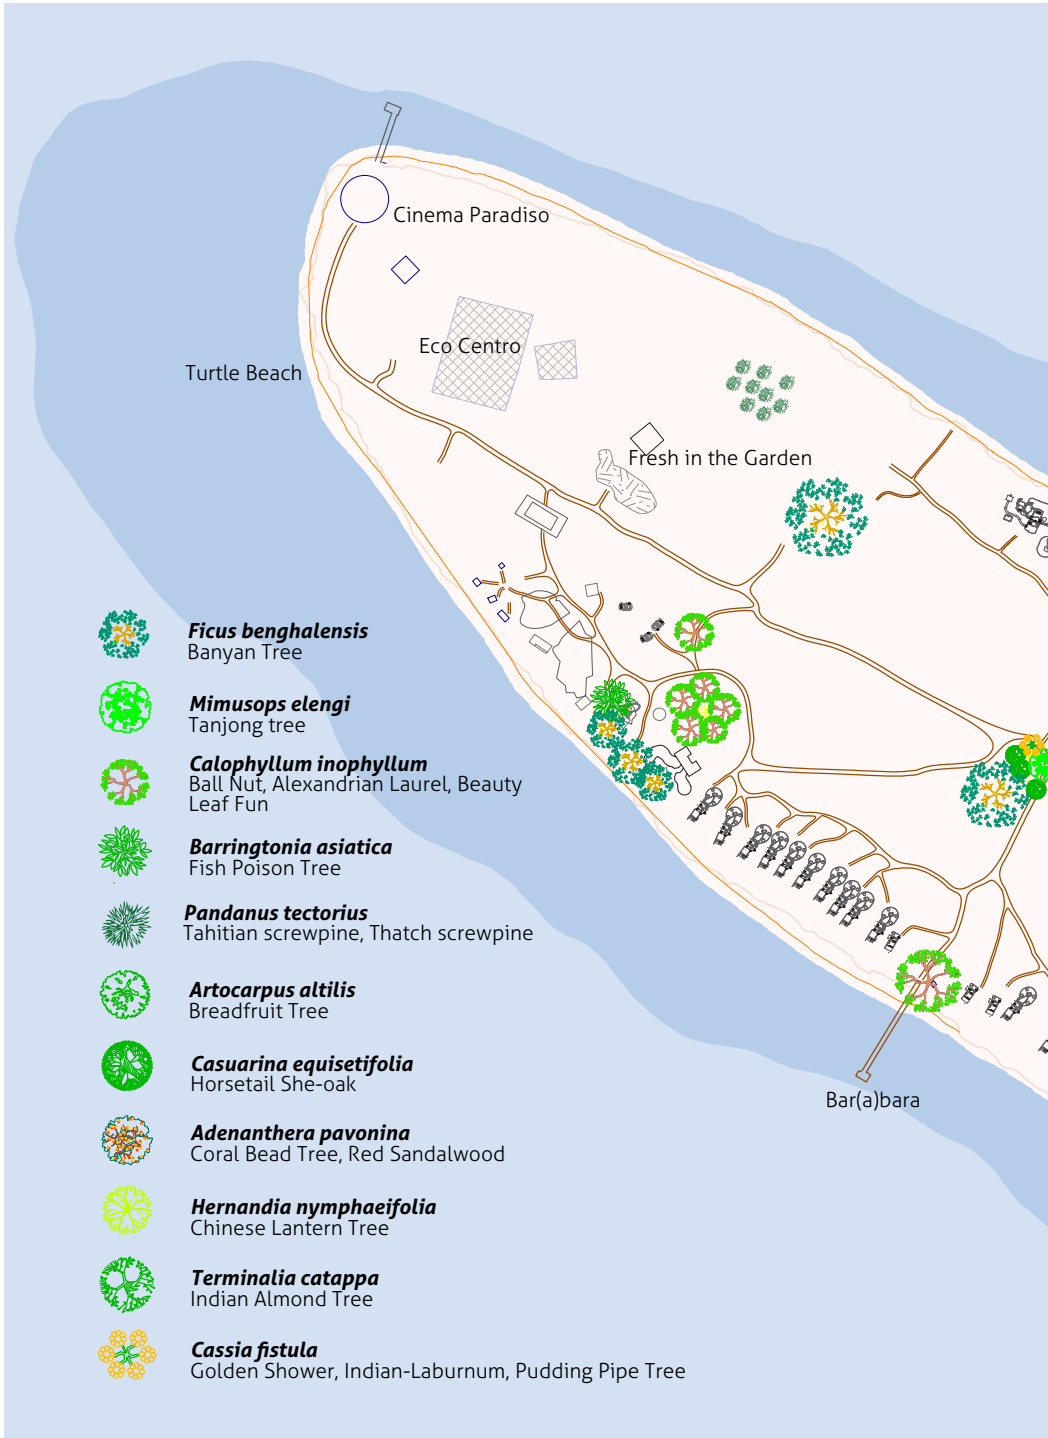 Cinema Paradiso
Eco Centro
Turtle Beach
Fresh in the Garden
Ficus benghalensis
Banyan Tree
Mimusops elengi
Tanjong tree
Calophyllum inophyllum
Ball Nut, Alexandrian Laurel, Beauty
Leaf Fun
Barringtonia asiatica
Fish Poison Tree
Pandanus tectorius
Tahitian screwpine, Thatch screwpine
Artocarpus altilis
Breadfruit Tree
Casuarina equisetifolia
Horsetail She-oak
Bar(a)bara
Adenanthera pavonina
Coral Bead Tree, Red Sandalwood
Hernandia nymphaeifolia
Chinese Lantern Tree
Terminalia catappa
Indian Almond Tree
Cassia fistula
Golden Shower, Indian-Laburnum, Pudding Pipe Tree